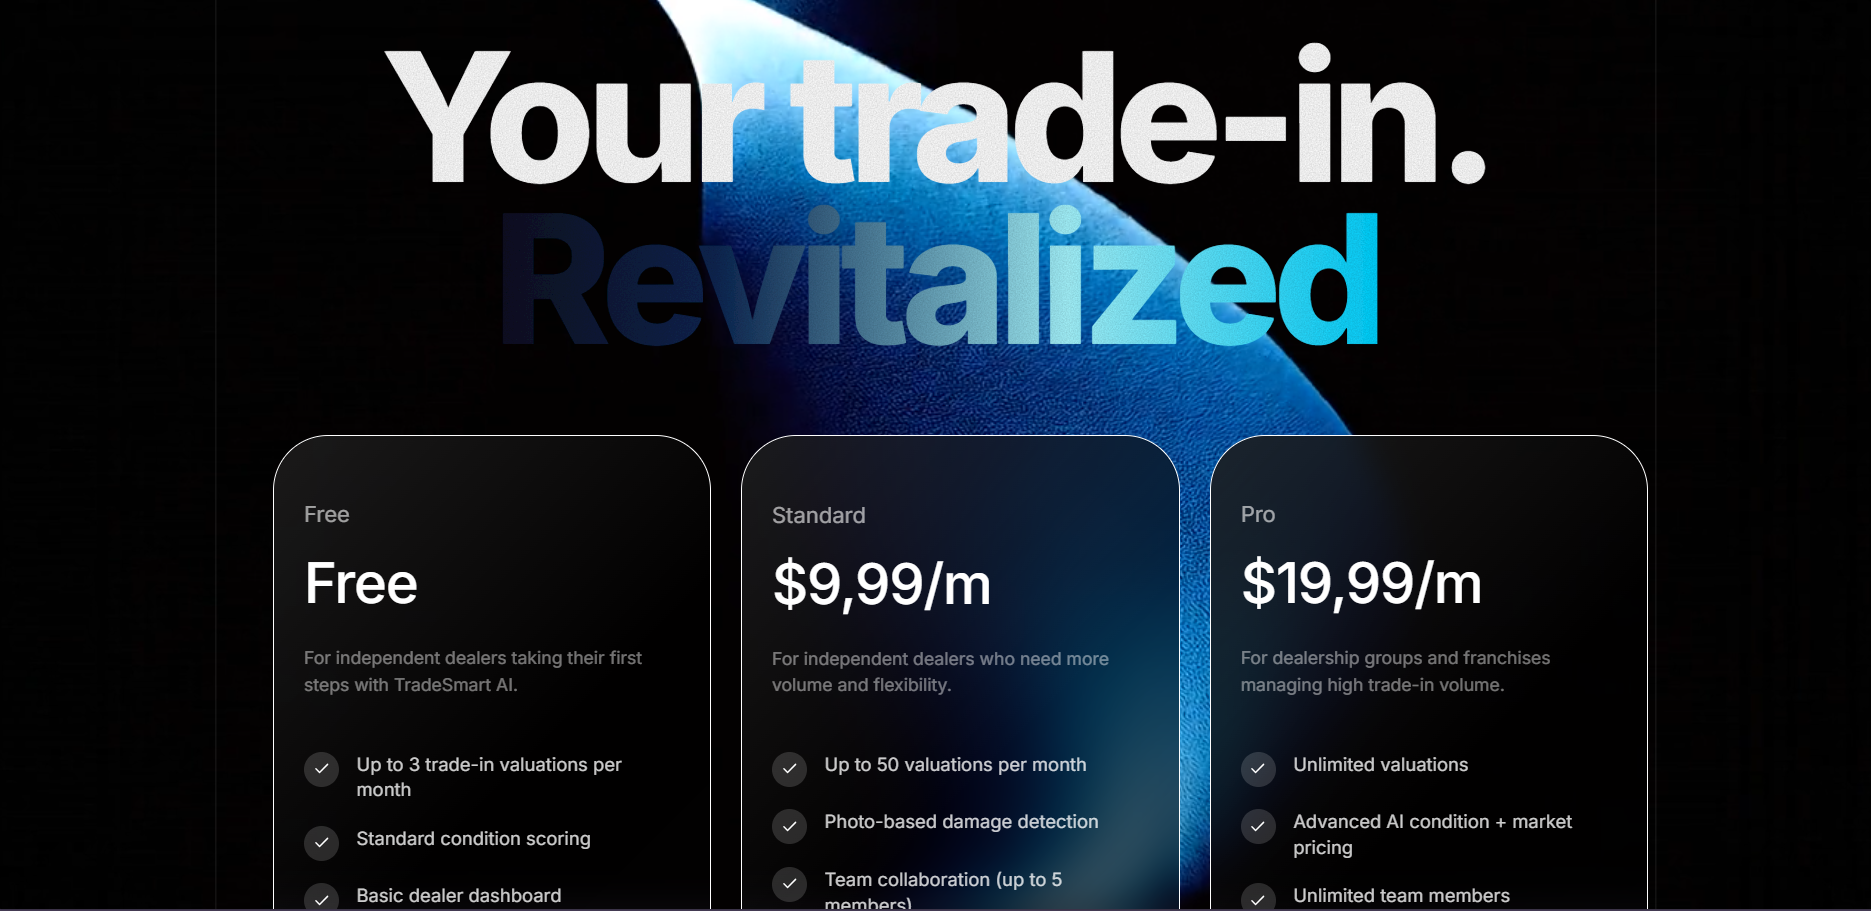 Your trade-in.
Revitalized
Free
Free
For independent dealers taking their first
steps with TradeSmart AI.
Up to 3 trade-in valuations per
month
Standard condition scoring
Basic dealer dashboard
Standard
$9,99/m
For independent dealers who need more
volume and flexibility.
Up to 50 valuations per month
Photo-based damage detection
Team collaboration (up to 5
members)
Pro
$19,99/m
For dealership groups and franchises
managing high trade-in volume.
Unlimited valuations
Advanced AI condition + market
pricing
Unlimited team members